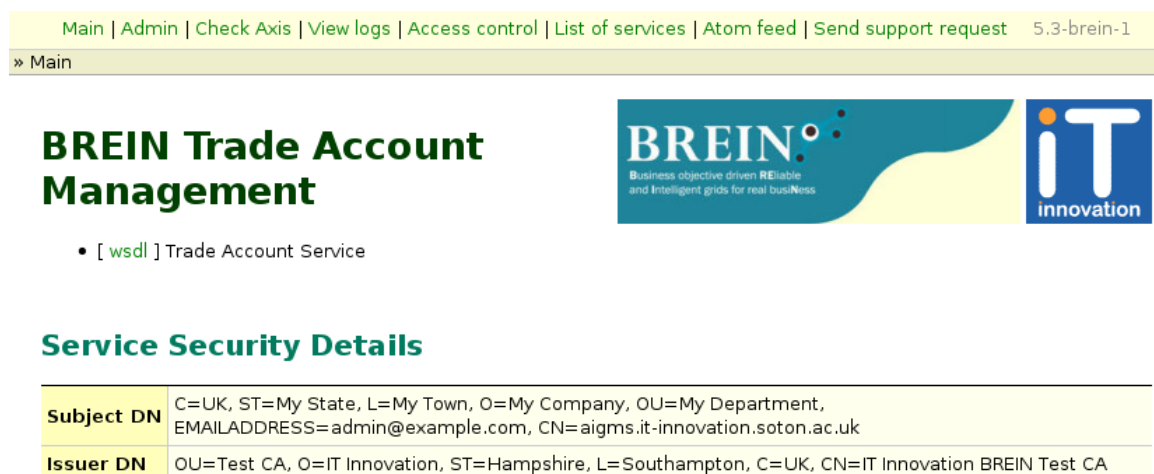 Main | Admin | Check Axis | View logs | Access control | List of services | Atom feed | Send support request 5.3-brein-1
» Main
BREIN Trade Account
Management
BREIN
Business objective driven REliable
and Intelligent grids for real busiNess
iT
innovation
• [ wsdl ] Trade Account Service
Service Security Details
Subject DN C=UK, ST=My State, L=My Town, O=My Company, OU=My Department,
EMAILADDRESS=admin@example.com, CN=aigms.it-innovation.soton.ac.uk
Issuer DN OU=Test CA, O=IT Innovation, ST=Hampshire, L=Southampton, C=UK, CN=IT Innovation BREIN Test CA